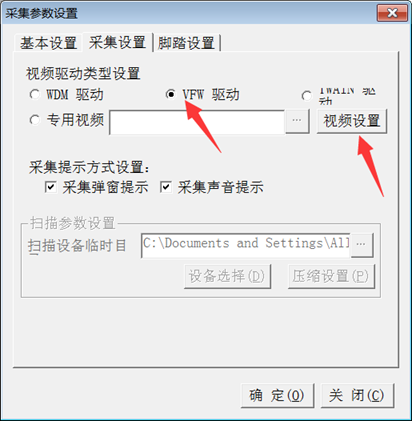 采集参数设置
基本设置 采集设置 脚踏设置
视频驱动类型设置
WDM 驱动 VFW 驱动 TWAIN 驱动
专用视频 ... 视频设置
采集提示方式设置:
采集弹窗提示 采集声音提示
扫描参数设置
扫描设备临时目 C:\Documents and Settings\All ...
设备选择(D) 压缩设置(P)
确 定(O) 关 闭(C)